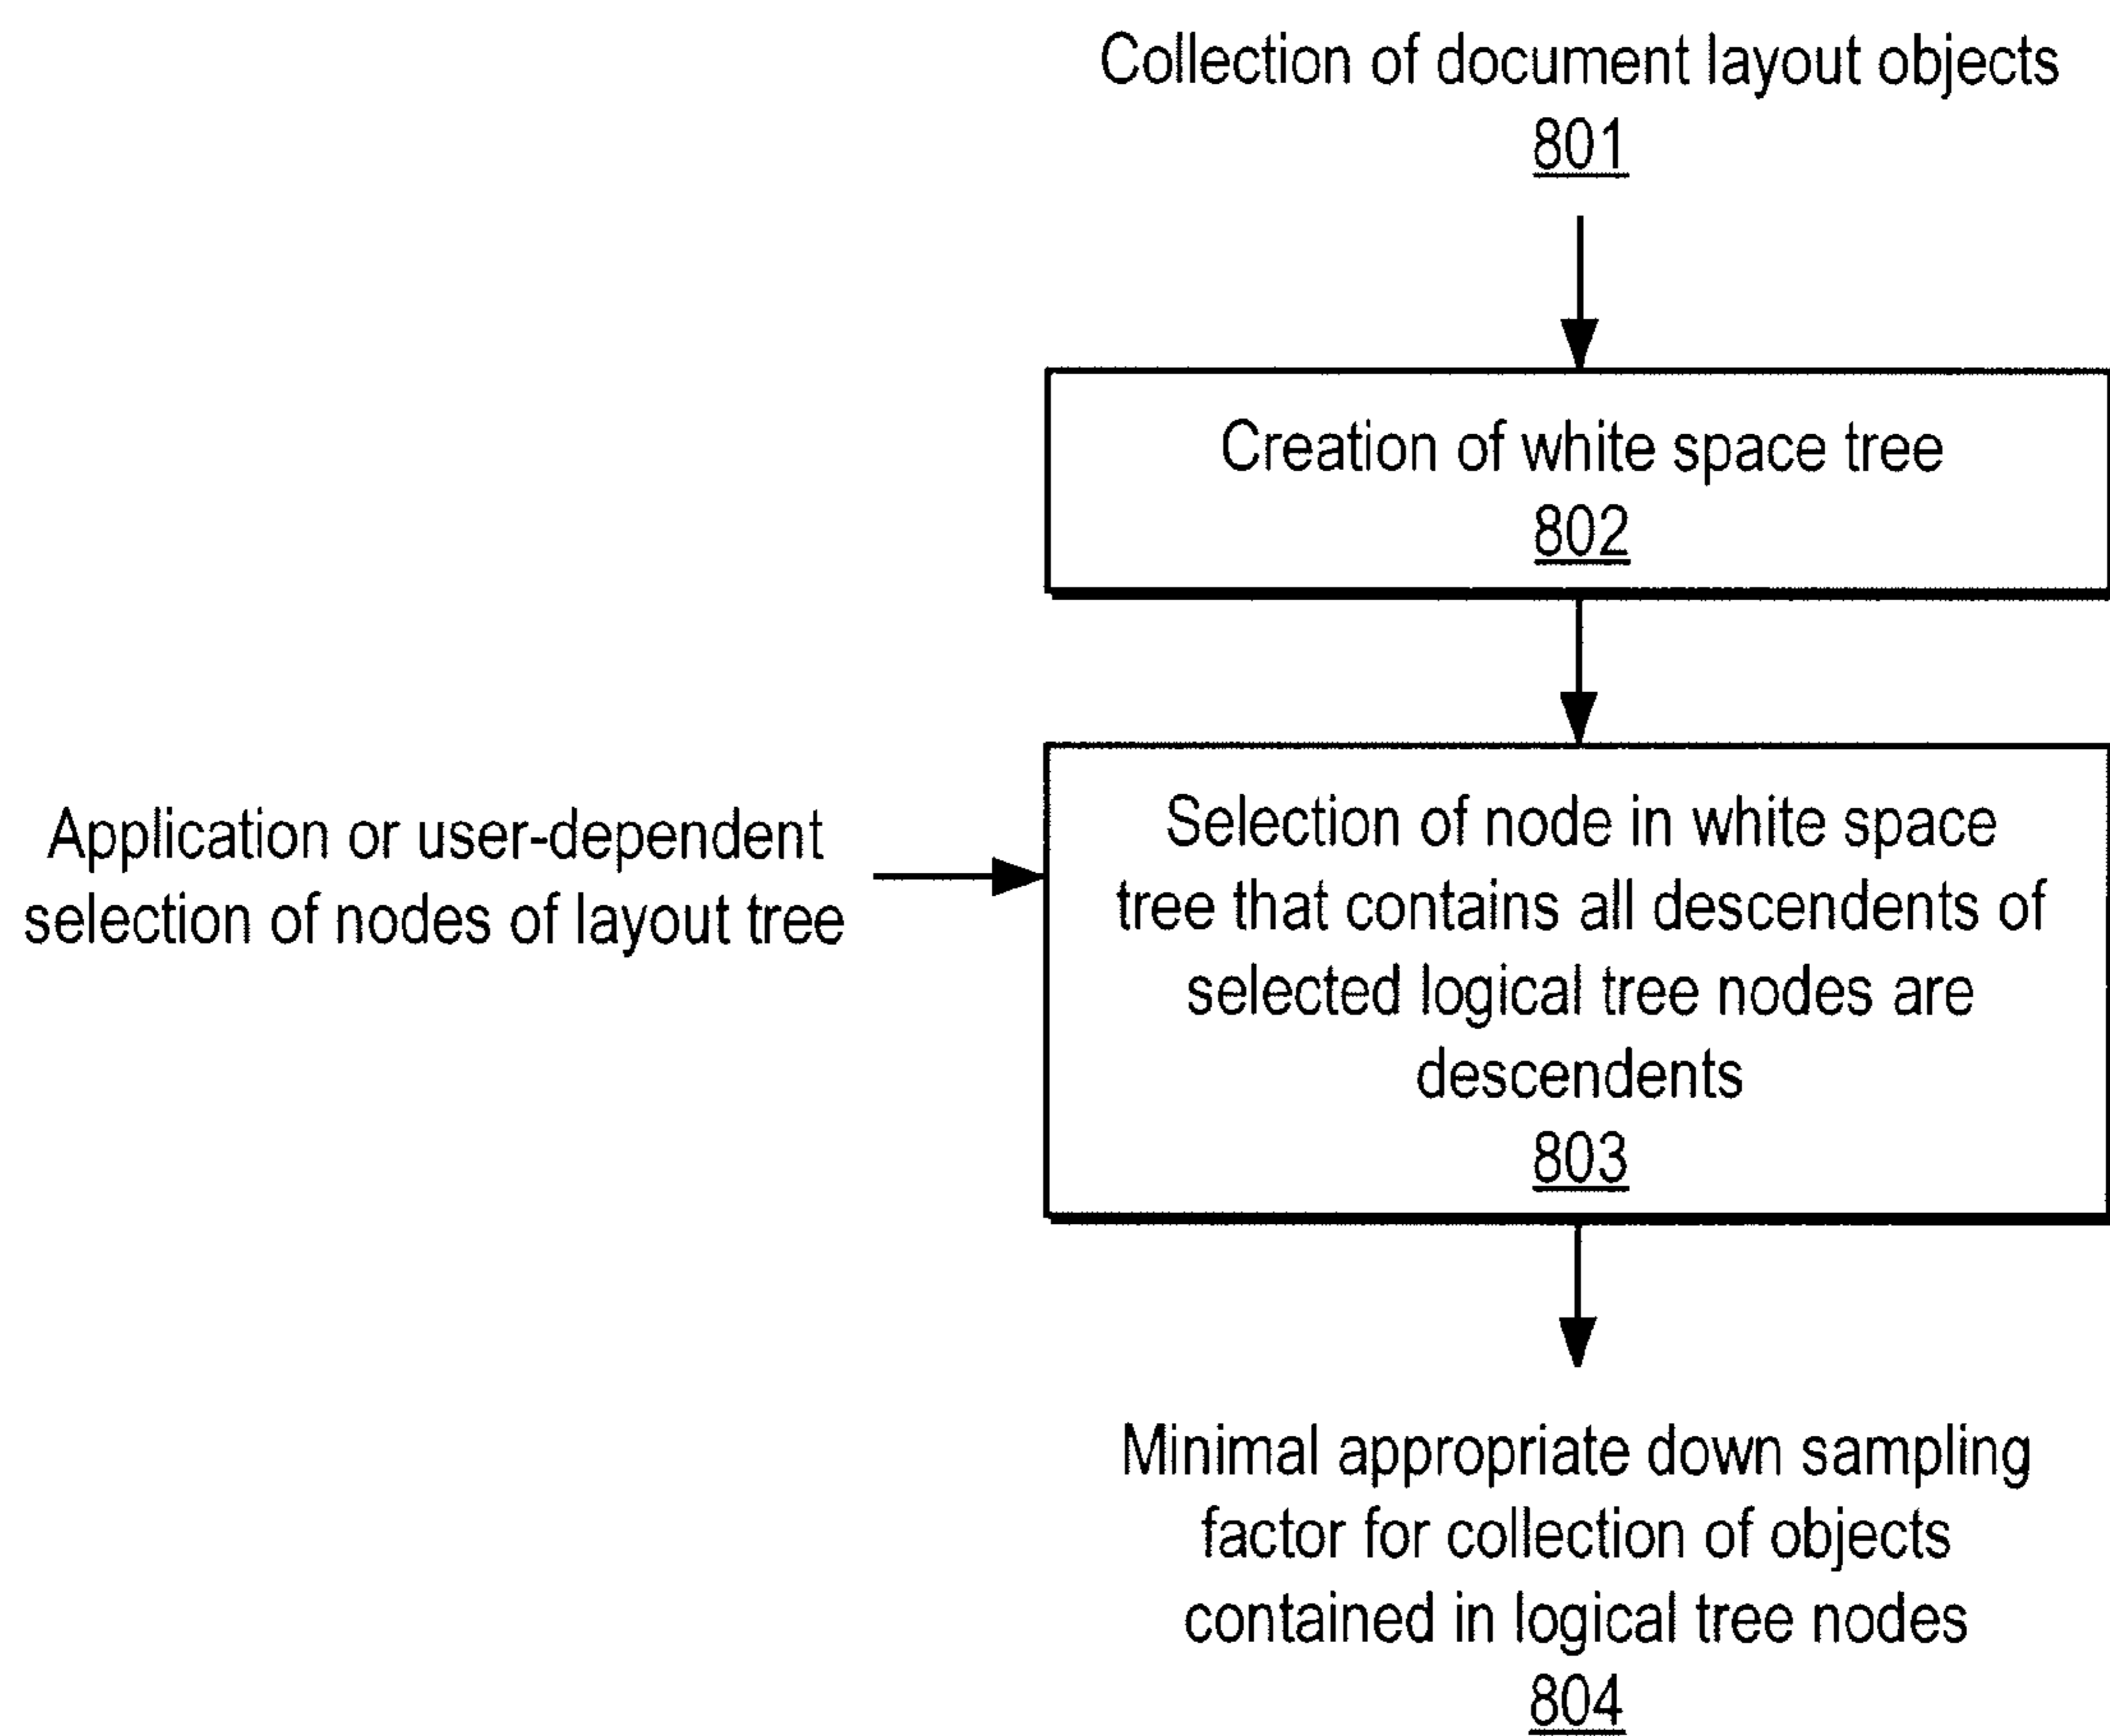 Collection of document layout objects
801
Creation of white space tree
802
Application or user-dependent
selection of nodes of layout tree
Selection of node in white space
tree that contains all descendents of
selected logical tree nodes are
descendents
803
Minimal appropriate down sampling
factor for collection of objects
contained in logical tree nodes
804